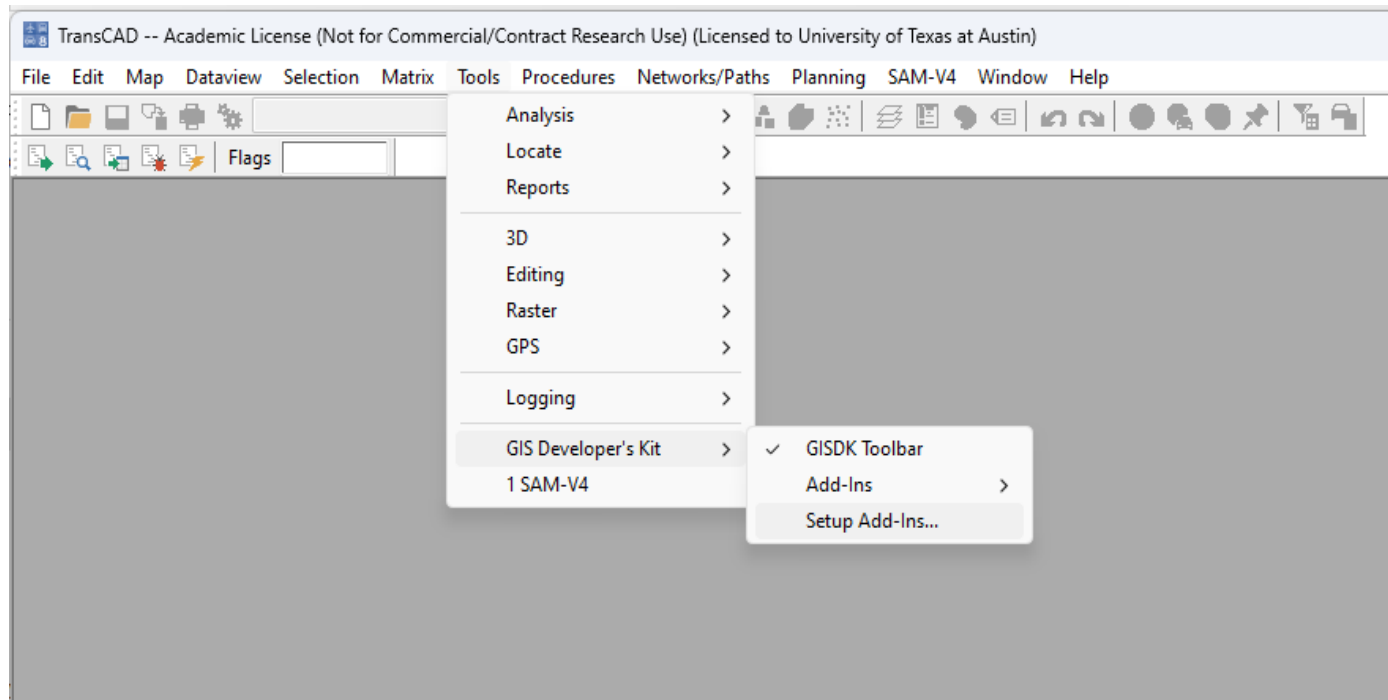 TransCAD -- Academic License (Not for Commercial/Contract Research Use) (Licensed to University of Texas at Austin)
File Edit Map Dataview Selection Matrix Tools Procedures Networks/Paths Planning SAM-V4 Window Help
Flags
Analysis
Locate
Reports
3D
Editing
Raster
GPS
Logging
GIS Developer's Kit
1 SAM-V4
GISDK Toolbar
Add-Ins
Setup Add-Ins...